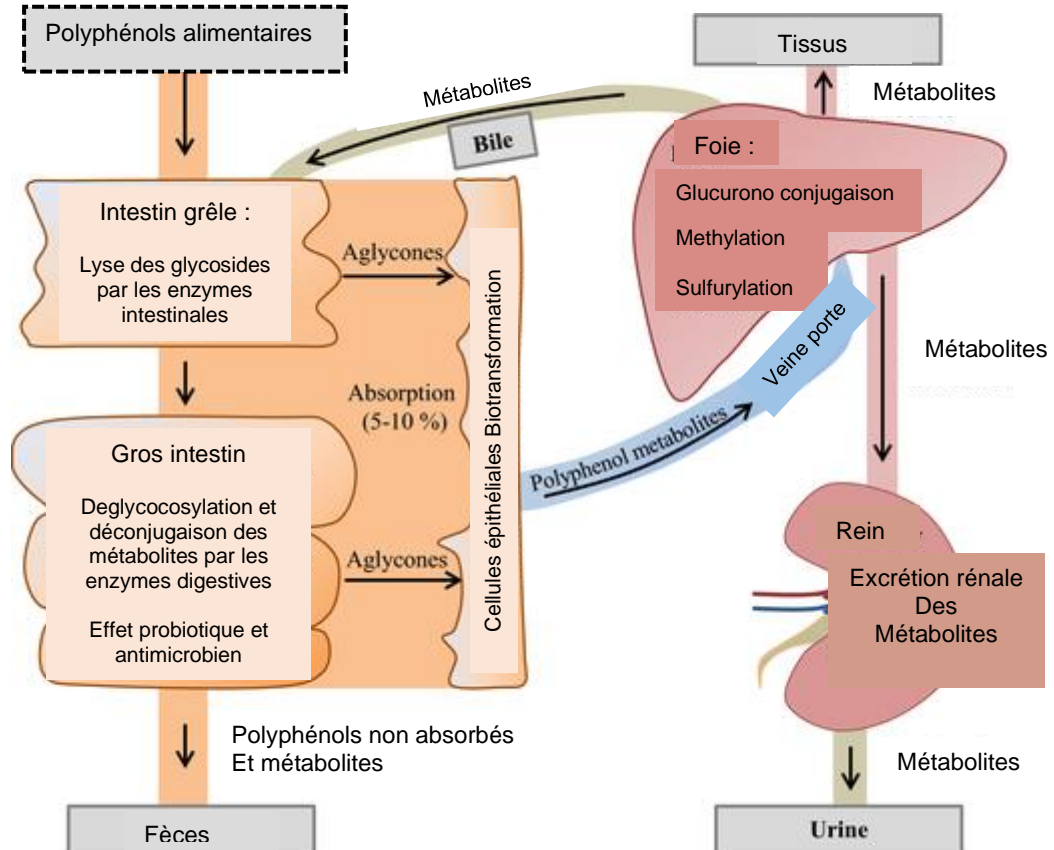 Polyphénols alimentaires
Tissus
Métabolites
Métabolites
Bile
Foie :
Glucurono conjugaison
Methylation
Sulfurylation
Intestin grêle :
Lyse des glycosides
par les enzymes
intestinales
Aglycones
Cellules épithéliales Biotransformation
Veine porte
Métabolites
Absorption
(5-10 %)
Polyphenol metabolites
Gros intestin
Deglycocosylation et
déconjugaison des
métabolites par les
enzymes digestives
Effet probiotique et
antimicrobien
Aglycones
Rein
Excrétion rénale
Des
Métabolites
Polyphénols non absorbés
Et métabolites
Métabolites
Fèces
Urine